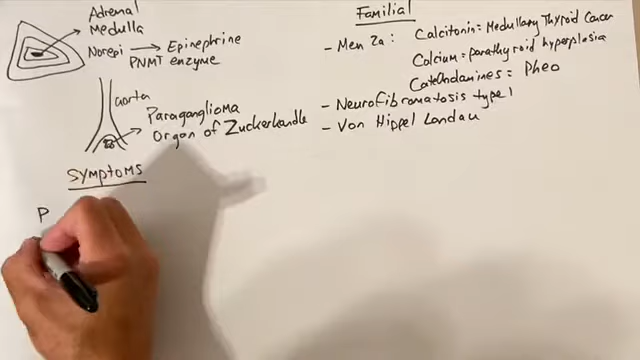 Adrenal
Medulla
Norepi → Epinephrine
PNMT enzyme
aorta
Paraganglioma
Organ of Zuckerkandle
Symptoms
P
Familial
- Men 2a: Calcitonin = Medullary Thyroid Cancer
Calcium = parathyroid hyperplasia
Catecholamines = Pheo
- Neurofibromatosis type 1
- Von Hippel Landau